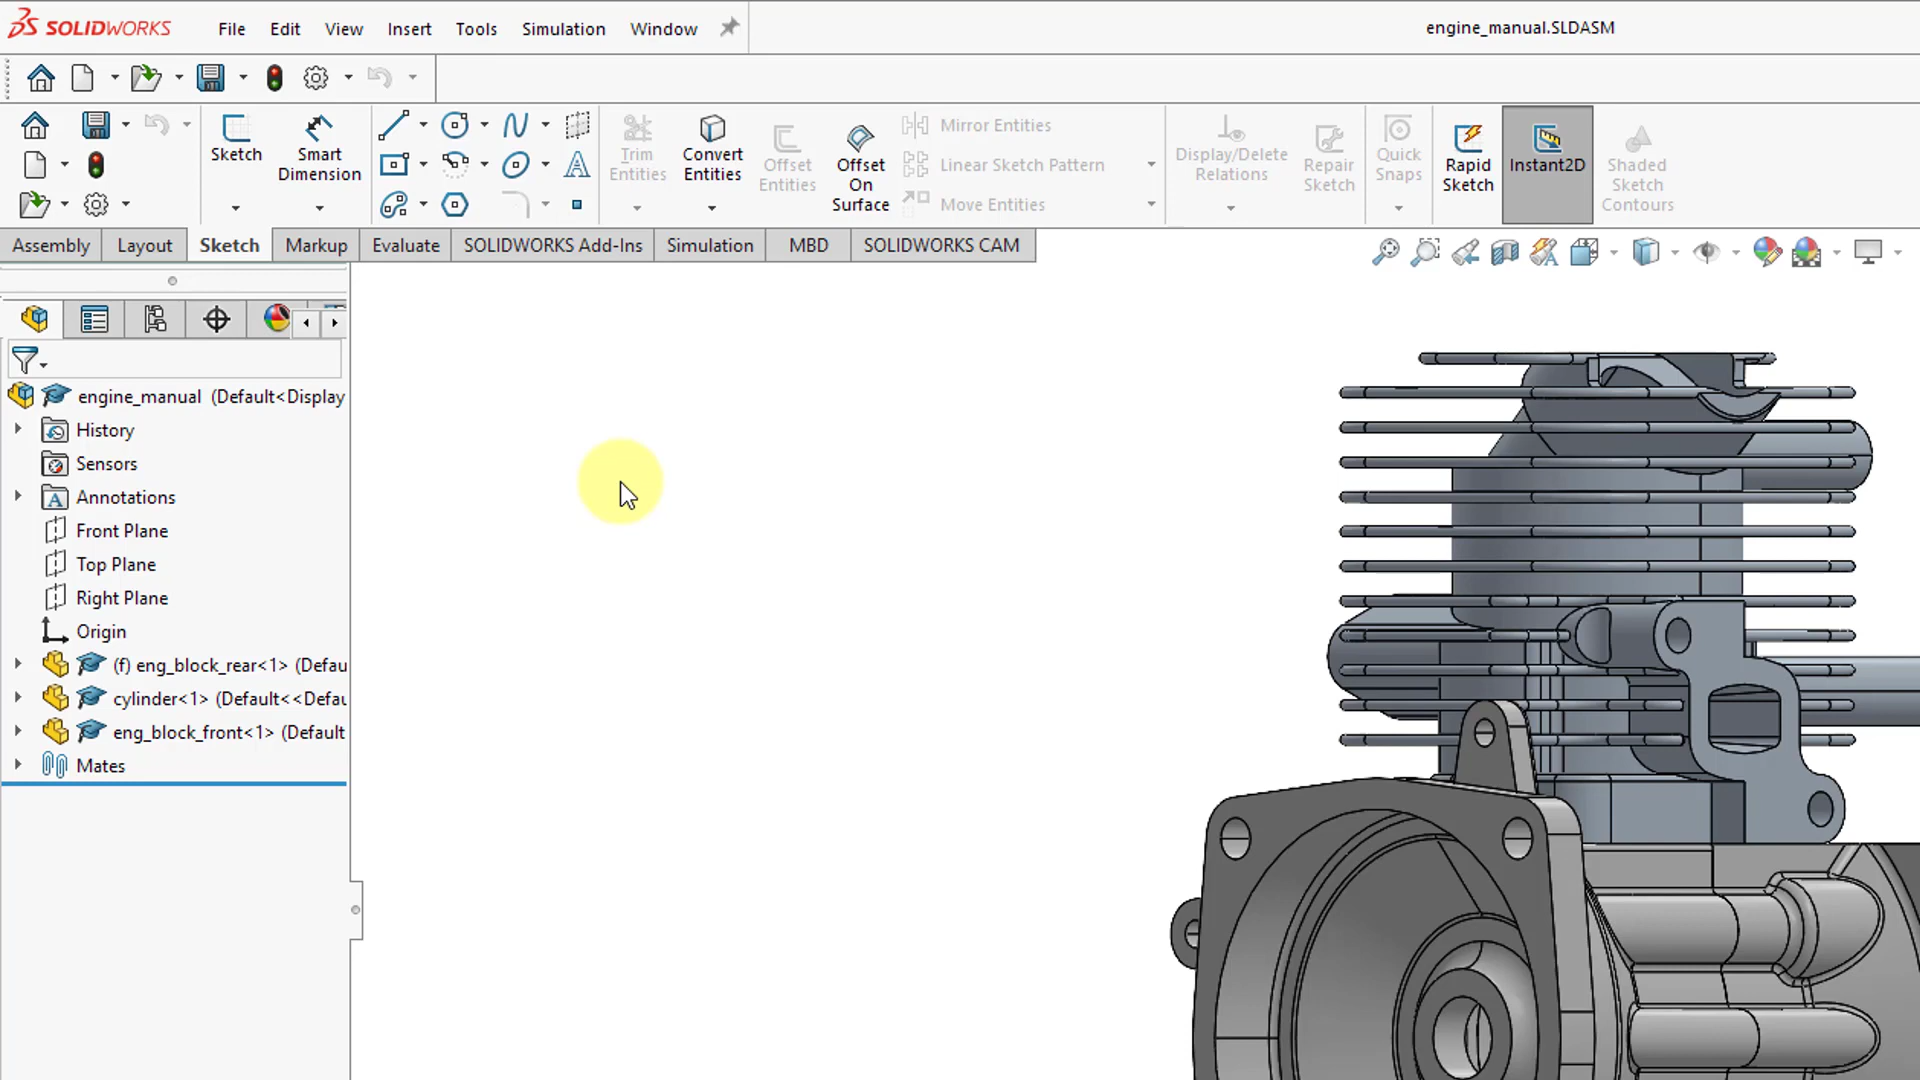 SOLIDWORKS File Edit View Insert Tools Simulation Window engine_manual.SLDASM
Sketch
Smart Dimension
Trim Entities
Convert Entities
Offset Entities
Offset On Surface
Mirror Entities
Linear Sketch Pattern
Move Entities
Display/Delete Relations
Repair Sketch
Quick Snaps
Rapid Sketch
Instant2D
Shaded Sketch Contours
Assembly Layout Sketch Markup Evaluate SOLIDWORKS Add-Ins Simulation MBD SOLIDWORKS CAM
engine_manual (Default<Display
History
Sensors
Annotations
Front Plane
Top Plane
Right Plane
Origin
(f) eng_block_rear<1> (Defau
cylinder<1> (Default<<Defau
eng_block_front<1> (Default
Mates